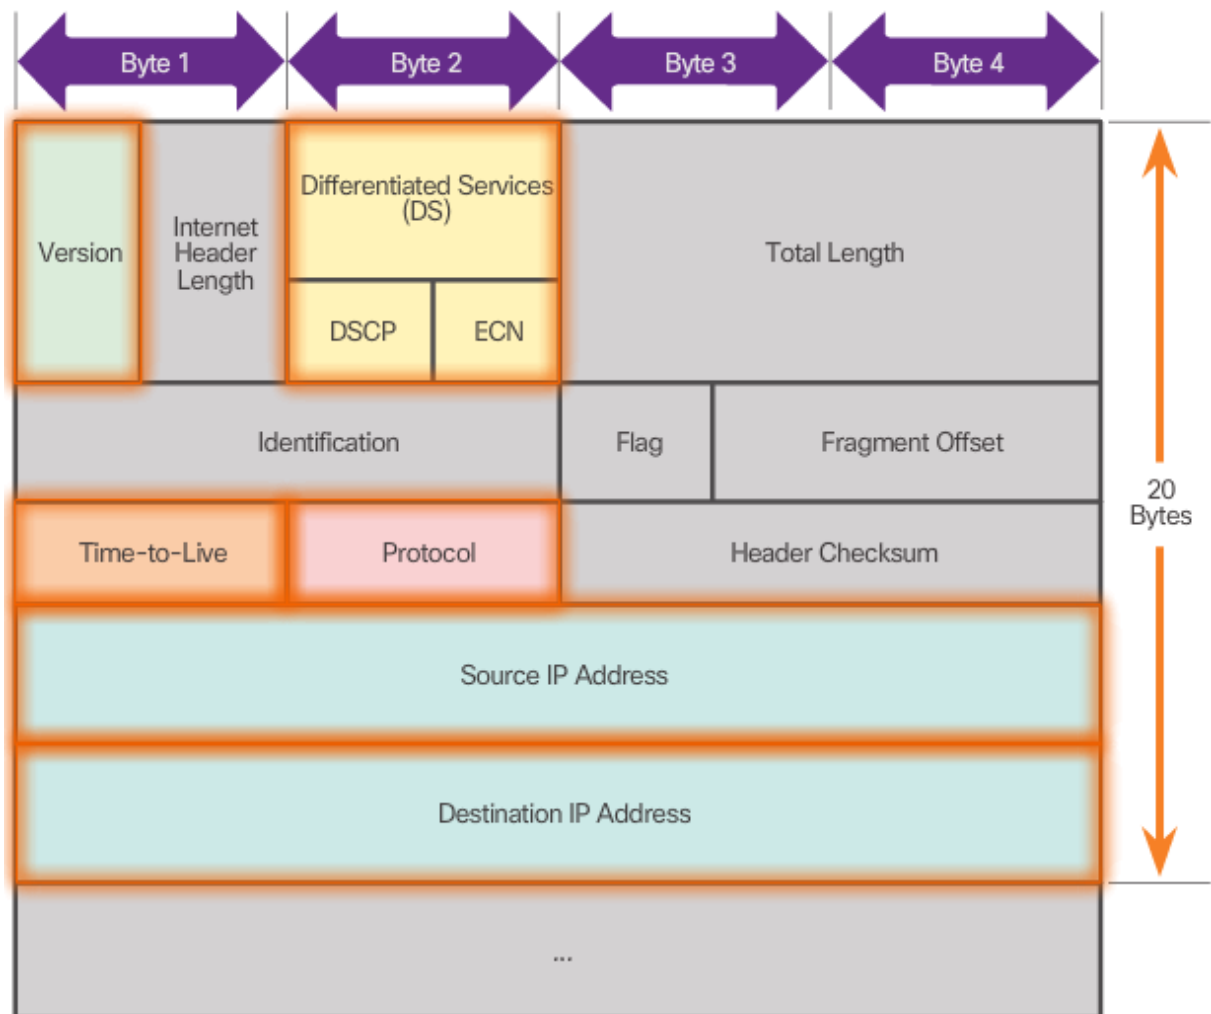 Byte 1
Byte 2
Byte 3
Byte 4
Version
Internet
Header
Length
Differentiated Services
(DS)
DSCP
ECN
Total Length
Identification
Flag
Fragment Offset
20
Bytes
Time-to-Live
Protocol
Header Checksum
Source IP Address
Destination IP Address
...